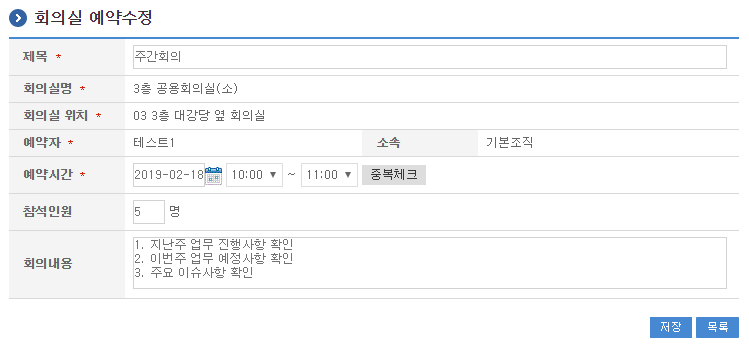 회의실 예약수정
제목 * 주간회의
회의실명 * 3층 공용회의실(소)
회의실 위치 * 03 3층 대강당 옆 회의실
예약자 * 테스트1 소속 기본조직
예약시간 * 2019-02-18 10:00 ▼ ~ 11:00 ▼ 중복체크
참석인원 5 명
회의내용
1. 지난주 업무 진행사항 확인
2. 이번주 업무 예정사항 확인
3. 주요 이슈사항 확인
저장 목록